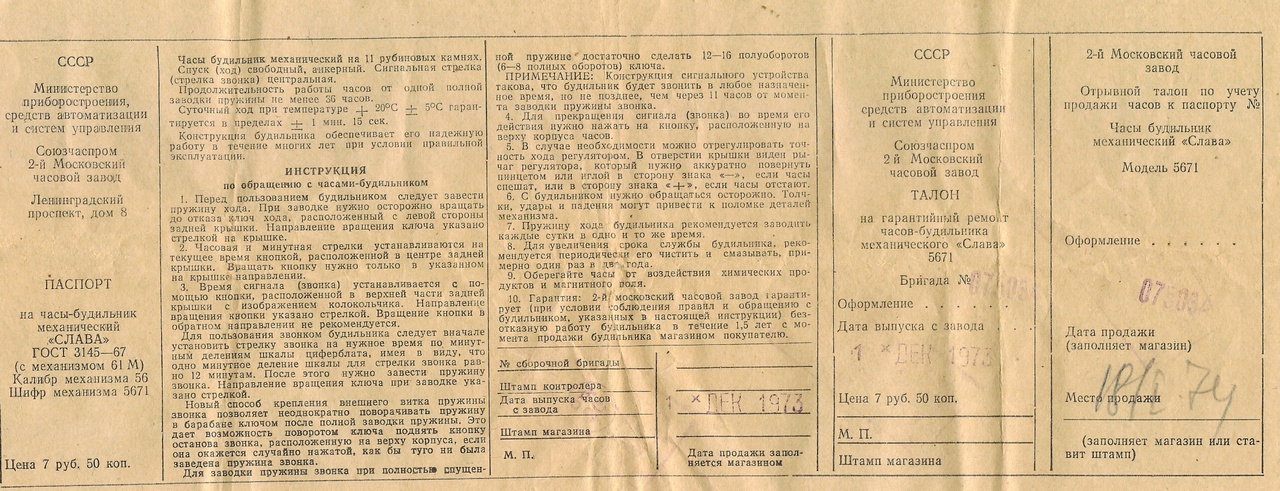 СССР
Министерство
приборостроения,
средств автоматизации
и систем управления
Союзчаспром
2-й Московский
часовой завод
Ленинградский
проспект, дом 8
ПАСПОРТ
на часы-будильник
механический
«СЛАВА»
ГОСТ 3145—67
(с механизмом 61 М)
Калибр механизма 56
Шифр механизма 5671
Цена 7 руб. 50 коп.
Часы будильник механический на 11 рубиновых камнях.
Спуск (ход) свободный, анкерный. Сигнальная стрелка
(стрелка звонка) центральная.
Продолжительность работы часов от одной полной
заводки пружины не менее 36 часов.
Суточный ход при температуре + 20°С ± 5°С гаран-
тируется в пределах ± 1 мин. 15 сек.
Конструкция будильника обеспечивает его надежную
работу в течение многих лет при условии правильной
эксплуатации.
ИНСТРУКЦИЯ
по обращению с часами-будильником
1. Перед пользованием будильником следует завести
пружину хода. При заводке нужно осторожно вращать
до отказа ключ хода, расположенный с левой стороны
задней крышки. Направление вращения ключа указано
стрелкой на крышке.
2. Часовая и минутная стрелки устанавливаются на
текущее время кнопкой, расположенной в центре задней
крышки. Вращать кнопку нужно только в указанном
на крышке направлении.
3. Время сигнала (звонка) устанавливается с по-
мощью кнопки, расположенной в верхней части задней
крышки с изображением колокольчика. Направление
вращения кнопки указано стрелкой. Вращение кнопки в
обратном направлении не рекомендуется.
Для пользования звонком будильника следует вначале
установить стрелку звонка на нужное время по минут-
ным делениям шкалы циферблата, имея в виду, что
одно минутное деление шкалы для стрелки звонка рав-
но 12 минутам. После этого нужно завести пружину
звонка. Направление вращения ключа при заводке ука-
зано стрелкой.
Новый способ крепления внешнего витка пружины
звонка позволяет неоднократно поворачивать пружину
в барабане ключом после полной заводки пружины. Это
дает возможность поворотом ключа поднять кнопку
останова звонка, расположенную на верху корпуса, если
она окажется случайно нажатой, как бы туго ни была
заведена пружина звонка.
Для заводки пружины звонка при полностью спущен-
ной пружине достаточно сделать 12—16 полуоборотов
(6—8 полных оборотов) ключа.
ПРИМЕЧАНИЕ: Конструкция сигнального устройства
такова, что будильник будет звонить в любое назначен-
ное время, но не позднее, чем через 11 часов от момен-
та заводки пружины звонка.
4. Для прекращения сигнала (звонка) во время его
действия нужно нажать на кнопку, расположенную на
верху корпуса часов.
5. В случае необходимости можно отрегулировать точ-
ность хода регулятором. В отверстии крышки виден ры-
чаг регулятора, который нужно аккуратно повернуть
пинцетом или иглой в сторону знака «—», если часы
спешат, или в сторону знака «+», если часы отстают.
6. С будильником нужно обращаться осторожно. Толч-
ки, удары и падения могут привести к поломке деталей
механизма.
7. Пружину хода будильника рекомендуется заводить
каждые сутки в одно и то же время.
8. Для увеличения срока службы будильника, реко-
мендуется периодически его чистить и смазывать, при-
мерно один раз в два года.
9. Оберегайте часы от воздействия химических про-
дуктов и магнитного поля.
10. Гарантия: 2-й московский часовой завод гаранти-
рует (при условии соблюдения правил и обращению с
будильником, указанных в настоящей инструкции) без-
отказную работу будильника в течение 1,5 лет с мо-
мента продажи будильника магазином покупателю.
№ сборочной бригады
Штамп контролера
Дата выпуска часов
с завода
1 * ДЕК 1973
Штамп магазина
М. П.
Дата продажи запол-
няется магазином
СССР
Министерство
приборостроения
средств автоматизации
и систем управления
Союзчаспром
2 й Московский
часовой завод
ТАЛОН
на гарантийный ремонт
часов-будильника
механического «Слава»
5671
Бригада №
Оформление . . . . .
Дата выпуска с завода
1 * ДЕК 1973
Цена 7 руб. 50 коп.
М. П.
Штамп магазина
2-й Московский часовой
завод
Отрывной талон по учету
продажи часов к паспорту №
Часы будильник
механический «Слава»
Модель 5671
Оформление . . . . . .
Дата продажи
(заполняет магазин)
Место продажи
(заполняет магазин или ста-
вит штамп)